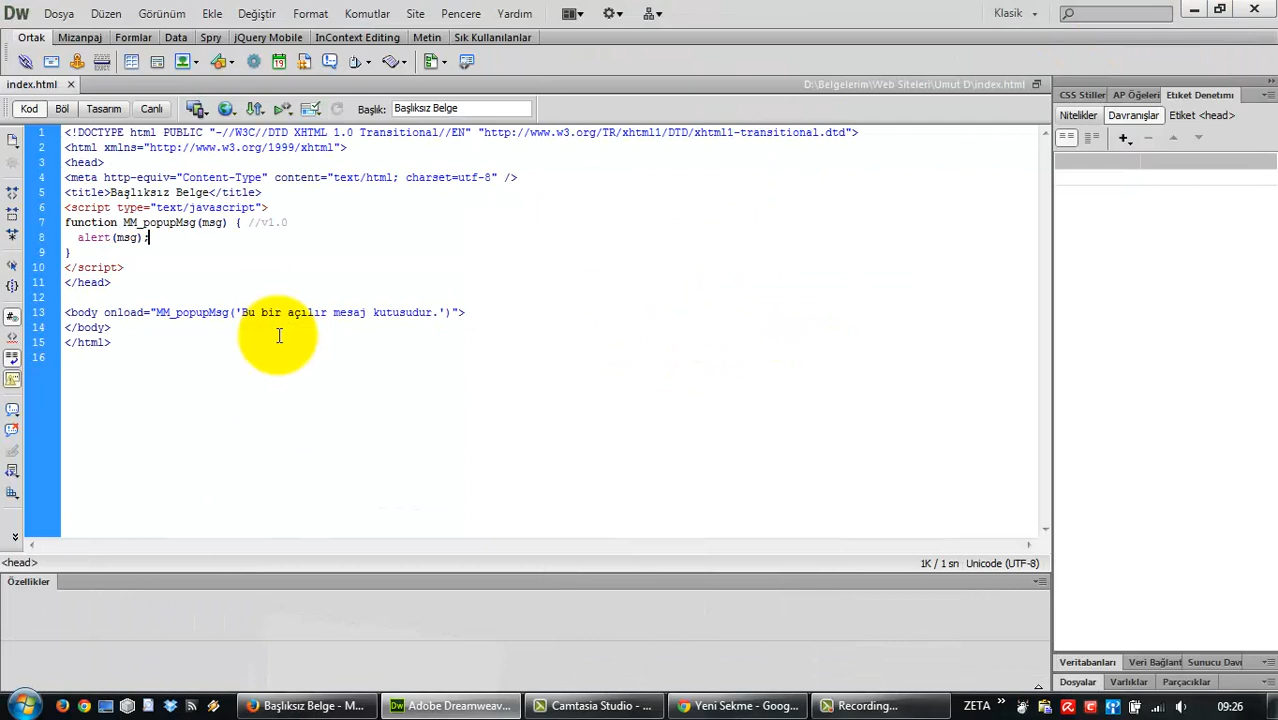 Dw Dosya Düzen Görünüm Ekle Değiştir Format Komutlar Site Pencere Yardım Klasik
Ortak Mizanpaj Formlar Data Spry jQuery Mobile InContext Editing Metin Sık Kullanılanlar
index.html D:\Belgelerim\Web Siteleri\Umut D\index.html
CSS Stiller AP Öğeleri Etiket Denetimi
Kod Böl Tasarım Canlı Başlık: Başlıksız Belge
Nitelikler Davranışlar Etiket <head>
1 <!DOCTYPE html PUBLIC "-//W3C//DTD XHTML 1.0 Transitional//EN" "http://www.w3.org/TR/xhtml1/DTD/xhtml1-transitional.dtd">
2 <html xmlns="http://www.w3.org/1999/xhtml">
3 <head>
4 <meta http-equiv="Content-Type" content="text/html; charset=utf-8" />
5 <title>Başlıksız Belge</title>
6 <script type="text/javascript">
7 function MM_popupMsg(msg) { //v1.0
8 alert(msg);
9 }
10 </script>
11 </head>
12
13 <body onload="MM_popupMsg('Bu bir açılır mesaj kutusudur.')">
14 </body>
15 </html>
16
<head> 1K / 1 sn Unicode (UTF-8)
Özellikler
Veritabanları Veri Bağlant Sunucu Davı
Dosyalar Varlıklar Parçacıklar
Başlıksız Belge - M... Adobe Dreamweav... Camtasia Studio - ... Yeni Sekme - Goog... Recording... ZETA 09:26